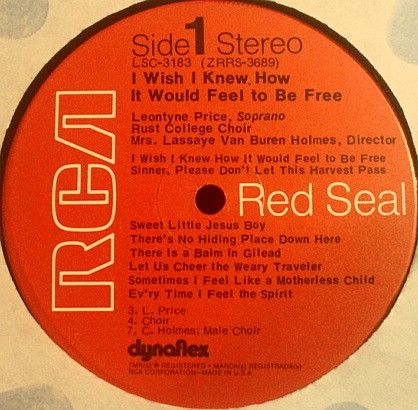 Side 1 Stereo
LSC-3183 (ZRRS-3689)
I Wish I Knew How
It Would Feel to Be Free
Leontyne Price, Soprano
Rust College Choir
Mrs. Lassaye Van Buren Holmes, Director
I Wish I Knew How It Would Feel to Be Free
Sinner, Please Don't Let This Harvest Pass
RCA
Red Seal
Sweet Little Jesus Boy
There's No Hiding Place Down Here
There Is a Balm in Gilead
Let Us Cheer the Weary Traveler
Sometimes I Feel Like a Motherless Child
Ev'ry Time I Feel the Spirit
3. L. Price
4. Choir
7. C. Holmes; Male Choir
dynaflex
TMK(s) ® REGISTERED • MARCA(s) REGISTRADA(s)
RCA CORPORATION—MADE IN U.S.A.